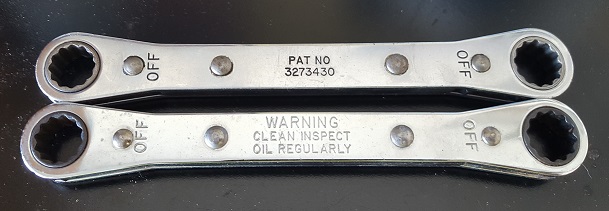 OFF
PAT NO
3273430
OFF
OFF
WARNING
CLEAN INSPECT
OIL REGULARLY
OFF